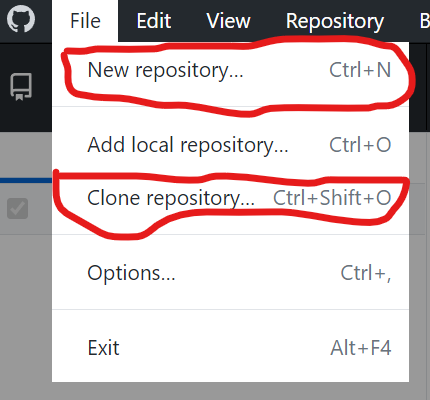 File Edit View Repository B
New repository... Ctrl+N
Add local repository... Ctrl+O
Clone repository... Ctrl+Shift+O
Options... Ctrl+,
Exit Alt+F4